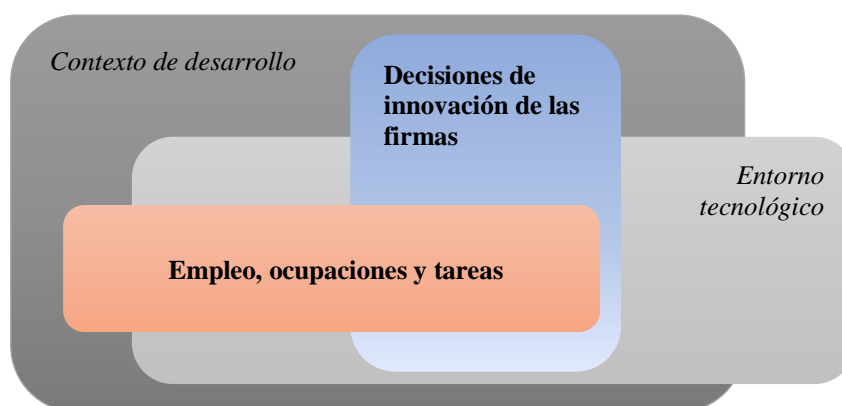 Contexto de desarrollo
Decisiones de
innovación de las
firmas
Entorno
tecnológico
Empleo, ocupaciones y tareas